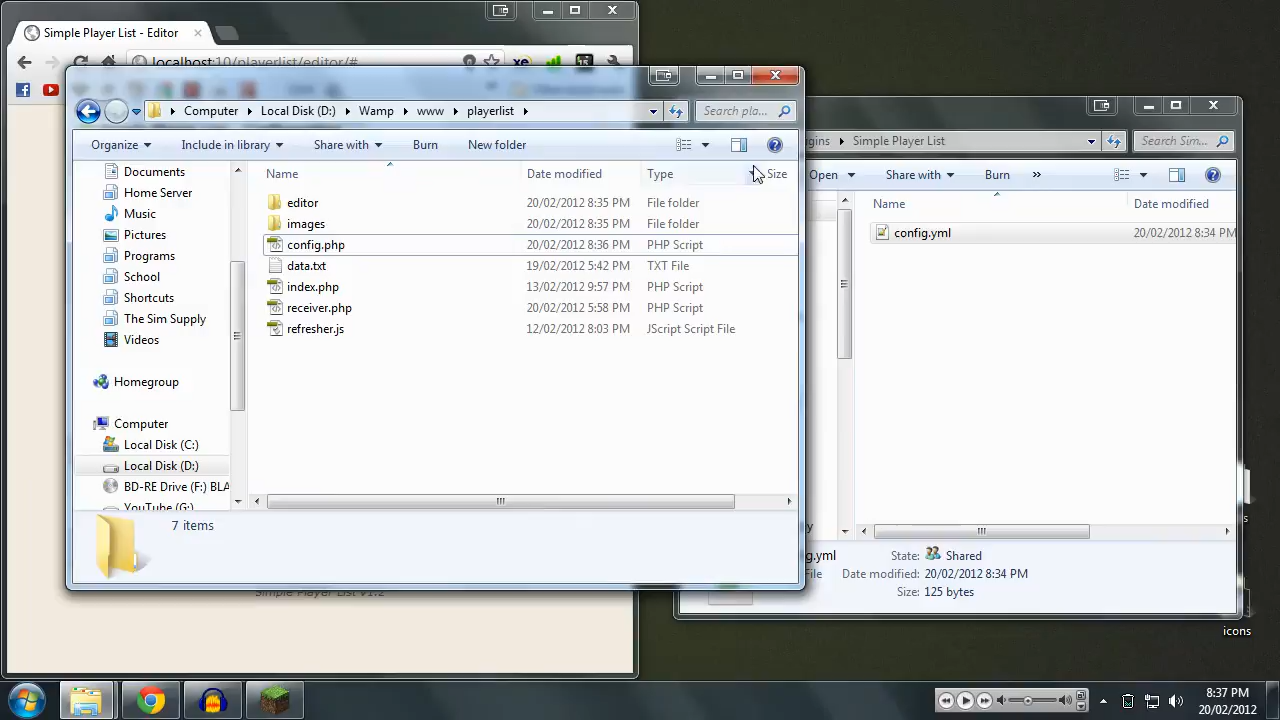 Simple Player List - Editor
localhost:10/playerlist/editor/#
Computer
Local Disk (D:)
Wamp
www
playerlist
Search pla...
Organize
Include in library
Share with
Burn
New folder
Documents
Home Server
Music
Pictures
Programs
School
Shortcuts
The Sim Supply
Videos
Homegroup
Computer
Local Disk (C:)
Local Disk (D:)
BD-RE Drive (F:) BLA
YouTube (G:)
Name Date modified Type Size
editor 20/02/2012 8:35 PM File folder
images 20/02/2012 8:35 PM File folder
config.php 20/02/2012 8:36 PM PHP Script
data.txt 19/02/2012 5:42 PM TXT File
index.php 13/02/2012 9:57 PM PHP Script
receiver.php 20/02/2012 5:58 PM PHP Script
refresher.js 12/02/2012 8:03 PM JScript Script File
7 items
Simple Player List v1.2
gins
Simple Player List
Search Sim...
Open
Share with
Burn
»
Name Date modified
config.yml 20/02/2012 8:34 PM
g.yml State: Shared
File Date modified: 20/02/2012 8:34 PM
Size: 125 bytes
icons
8:37 PM
20/02/2012